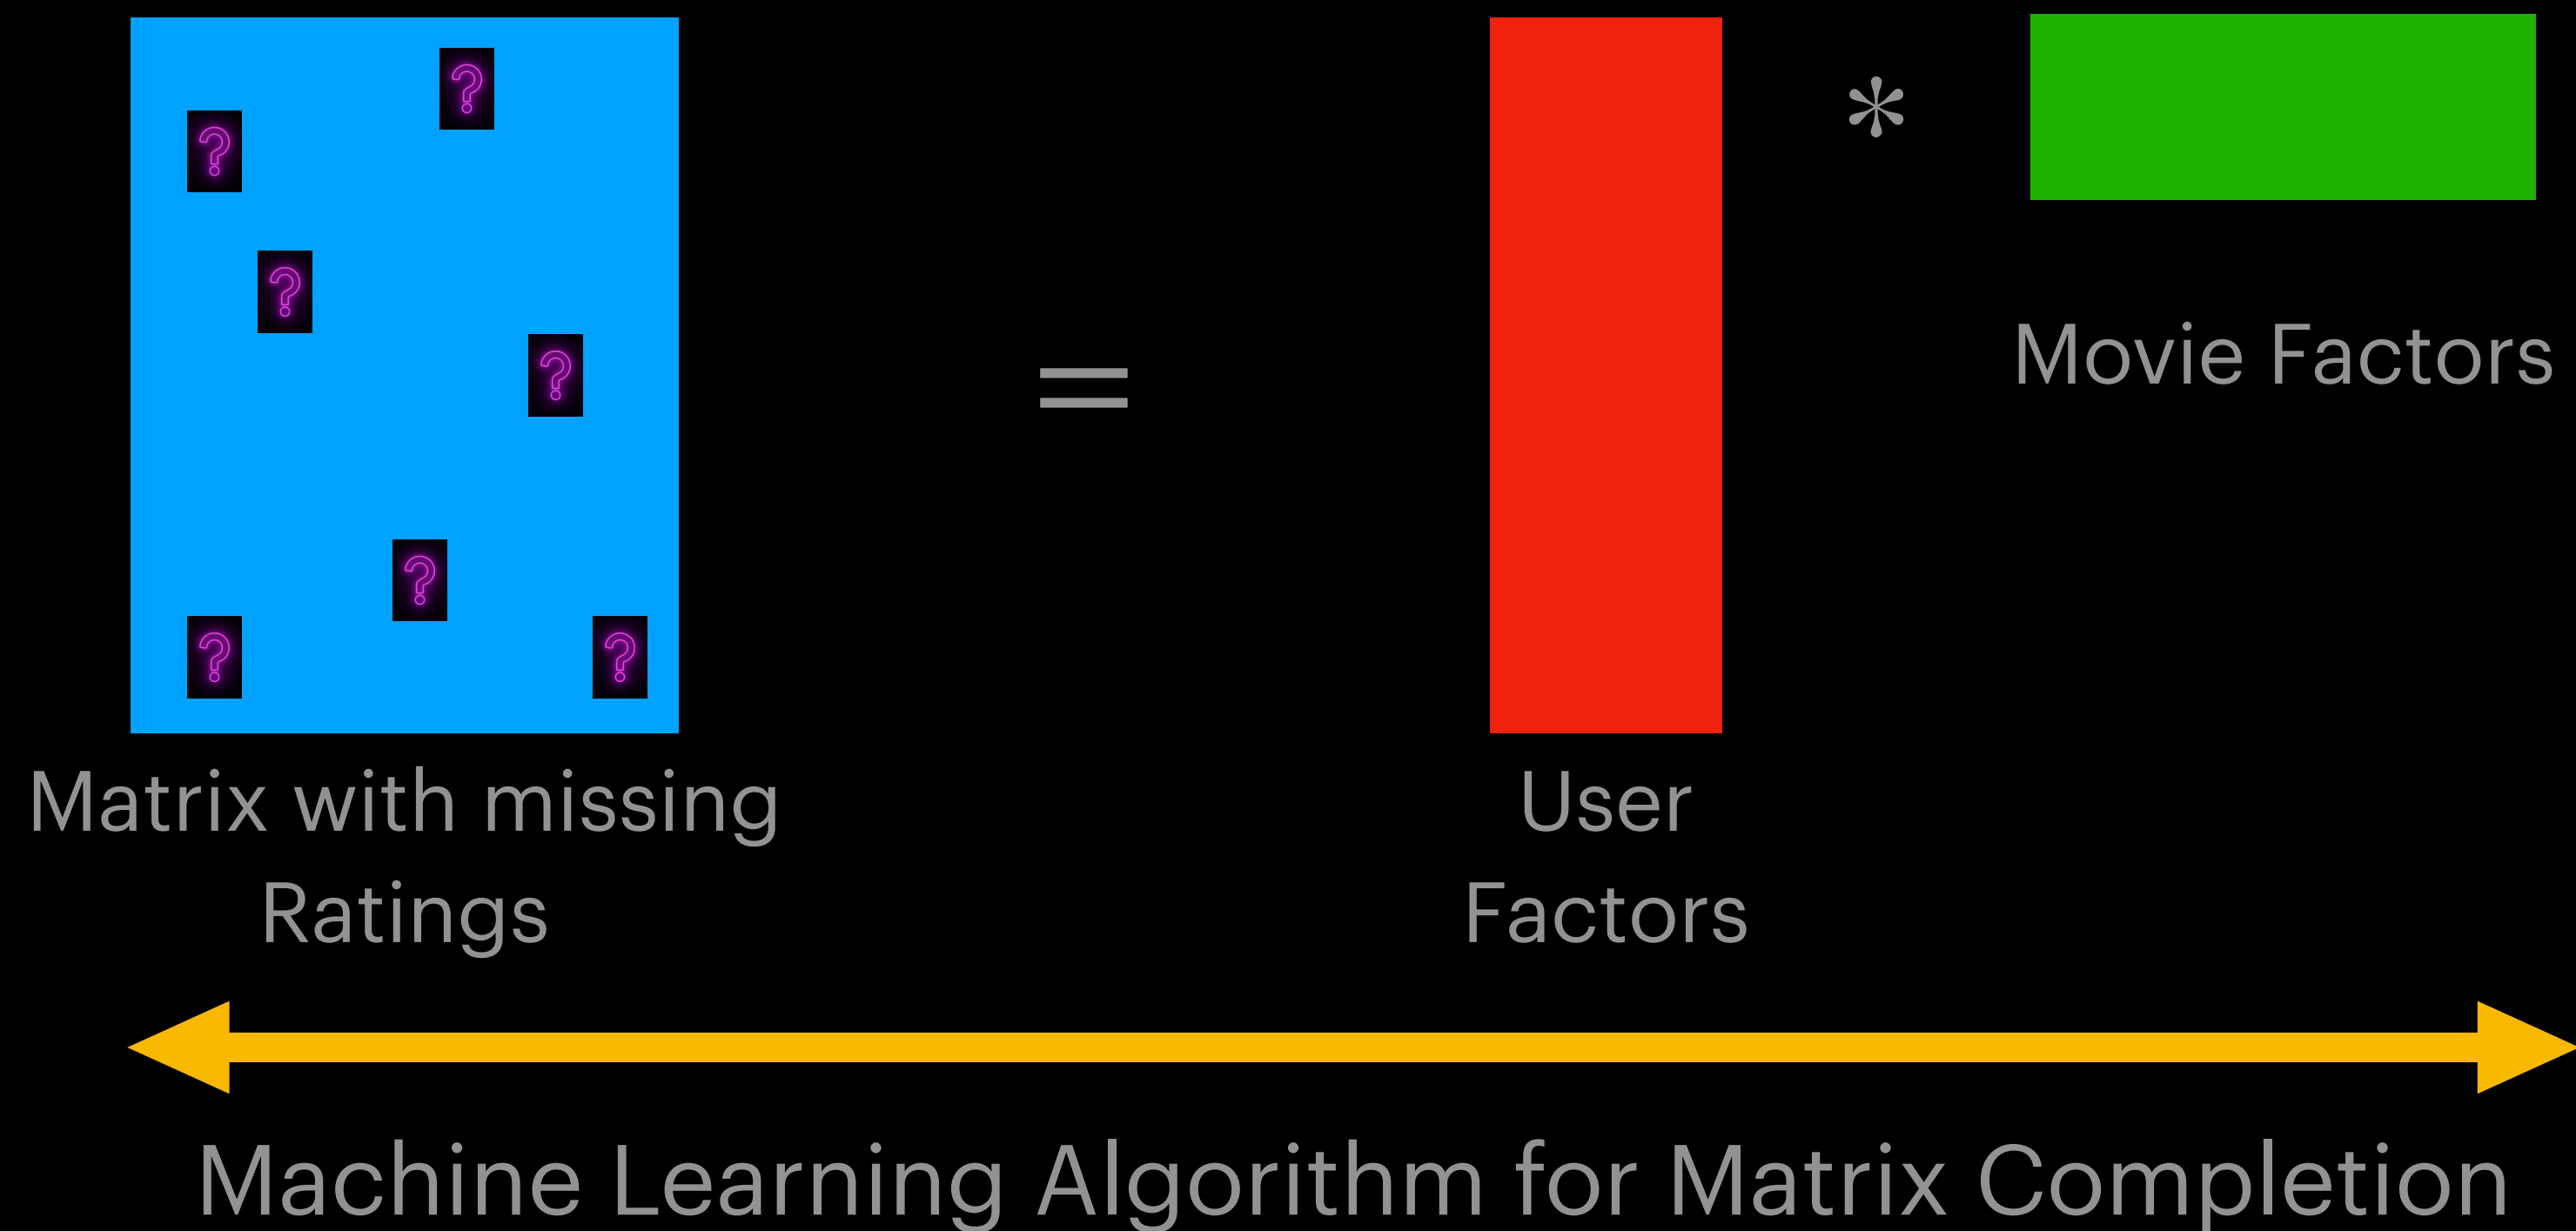 ?
?
?
?
?
?
?
=
*
Movie Factors
Matrix with missing
Ratings
User
Factors
Machine Learning Algorithm for Matrix Completion